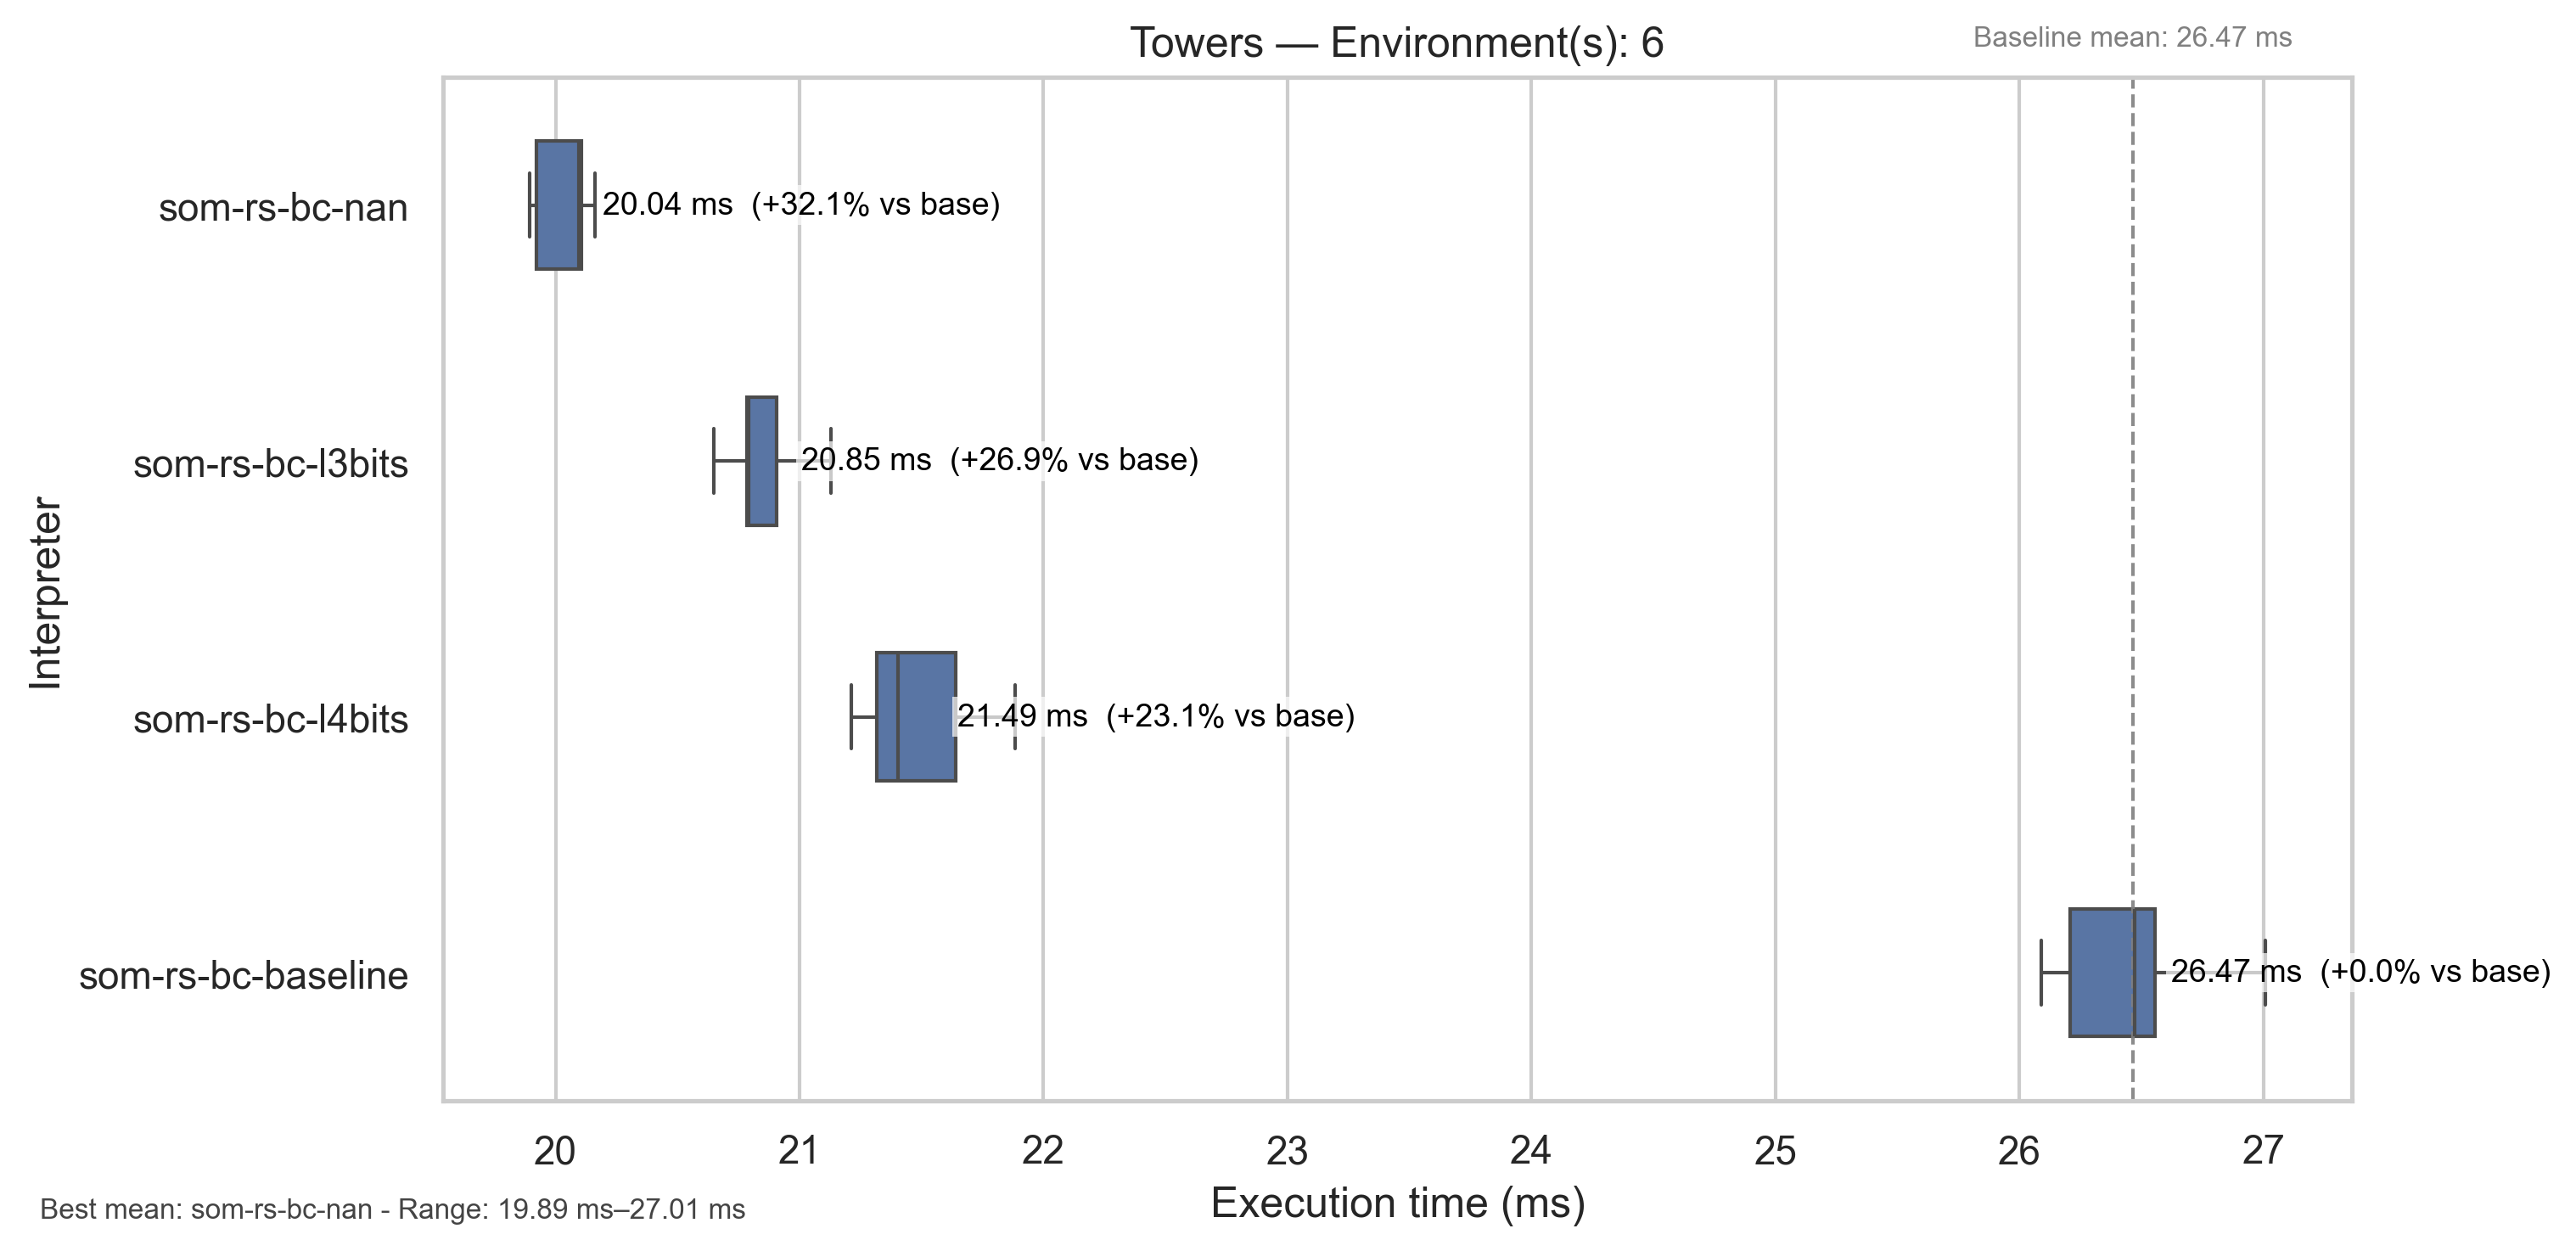 Towers — Environment(s): 6
Baseline mean: 26.47 ms
som-rs-bc-nan
20.04 ms (+32.1% vs base)
som-rs-bc-l3bits
20.85 ms (+26.9% vs base)
Interpreter
som-rs-bc-l4bits
21.49 ms (+23.1% vs base)
som-rs-bc-baseline
26.47 ms (+0.0% vs base)
20 21 22 23 24 25 26 27
Execution time (ms)
Best mean: som-rs-bc-nan - Range: 19.89 ms–27.01 ms